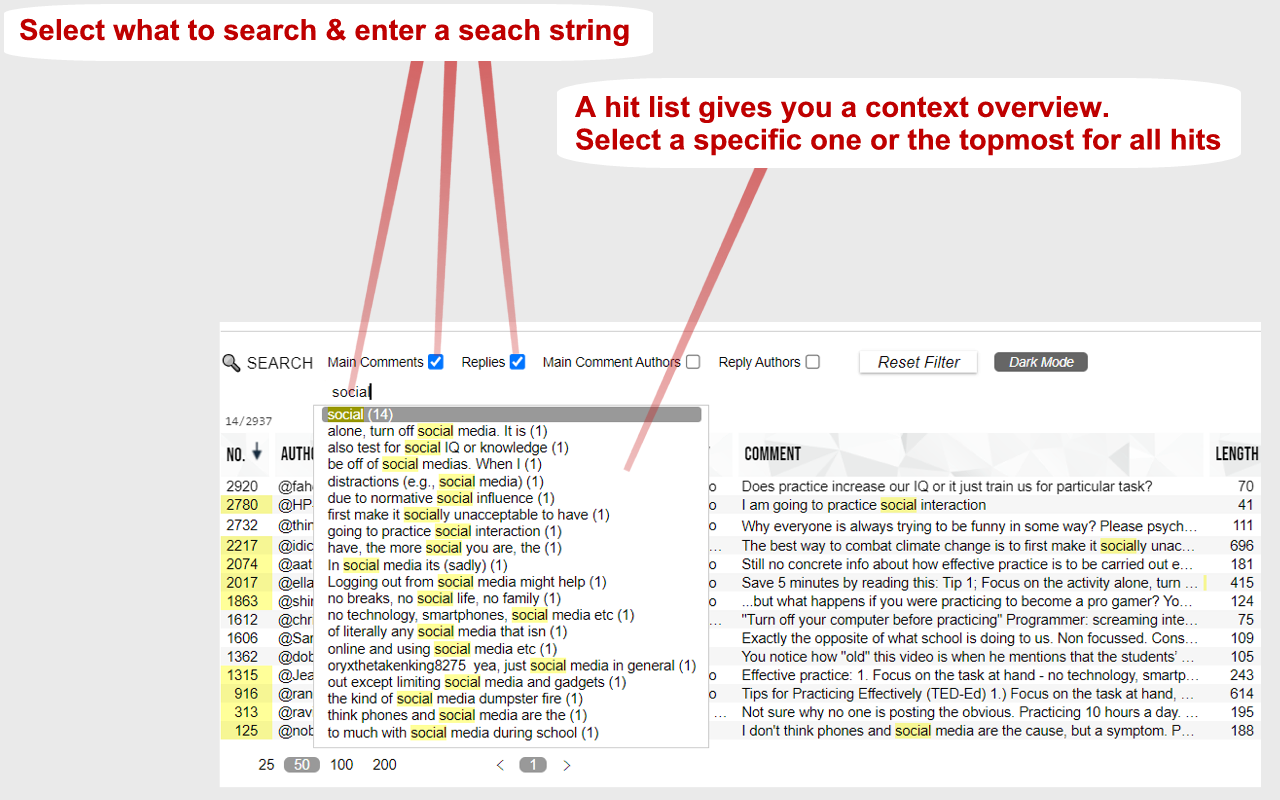 Select what to search & enter a seach string
A hit list gives you a context overview.
Select a specific one or the topmost for all hits
SEARCH Main Comments Replies Main Comment Authors Reply Authors Reset Filter Dark Mode
social
14/2937
social (14)
alone, turn off social media. It is (1)
also test for social IQ or knowledge (1)
be off of social medias. When I (1)
distractions (e.g., social media) (1)
due to normative social influence (1)
first make it socially unacceptable to have (1)
going to practice social interaction (1)
have, the more social you are, the (1)
In social media its (sadly) (1)
Logging out from social media might help (1)
no breaks, no social life, no family (1)
no technology, smartphones, social media etc (1)
of literally any social media that isn (1)
online and using social media etc (1)
oryxthetakenking8275 yea, just social media in general (1)
out except limiting social media and gadgets (1)
the kind of social media dumpster fire (1)
think phones and social media are the (1)
to much with social media during school (1)
NO. AUTHO COMMENT LENGTH
2920 @fah o Does practice increase our IQ or it just train us for particular task? 70
2780 @HP o I am going to practice social interaction 41
2732 @thin o Why everyone is always trying to be funny in some way? Please psych... 111
2217 @idic ... The best way to combat climate change is to first make it socially unac... 696
2074 @aat o Still no concrete info about how effective practice is to be carried out e... 181
2017 @ella o Save 5 minutes by reading this: Tip 1; Focus on the activity alone, turn ... 415
1863 @shi o ...but what happens if you were practicing to become a pro gamer? Yo... 124
1612 @chr ... "Turn off your computer before practicing" Programmer: screaming inte... 75
1606 @Sar Exactly the opposite of what school is doing to us. Non focussed. Cons... 109
1362 @dob You notice how "old" this video is when he mentions that the students' ... 105
1315 @Jea o Effective practice: 1. Focus on the task at hand - no technology, smartp... 243
916 @ran o Tips for Practicing Effectively (TED-Ed) 1.) Focus on the task at hand, ... 614
313 @rav ... Not sure why no one is posting the obvious. Practicing 10 hours a day. ... 195
125 @nob o I don't think phones and social media are the cause, but a symptom. P... 188
25 50 100 200 < 1 >